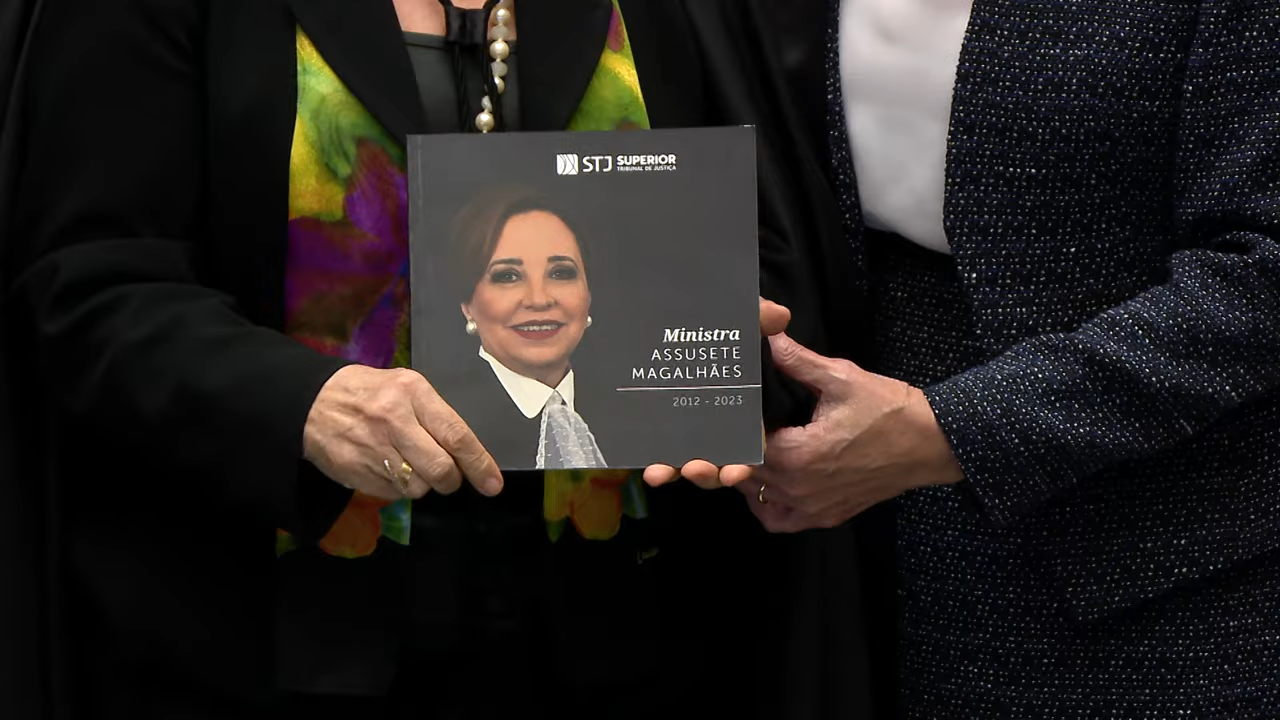 STJ SUPERIOR
TRIBUNAL DE JUSTIÇA
Ministra
ASSUSETE
MAGALHÃES
2012 - 2023